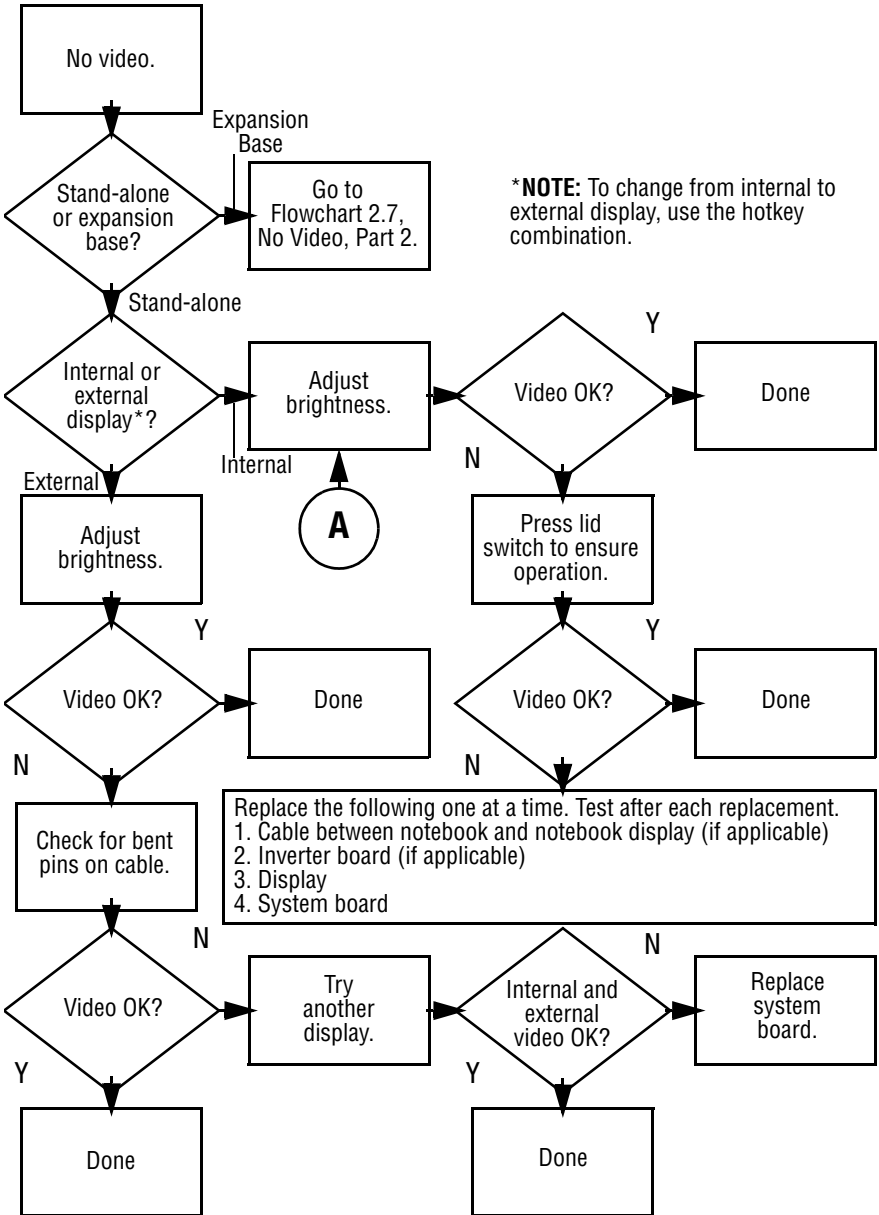 No video.
Expansion
Base
Stand-alone
or expansion
base?
Go to
Flowchart 2.7,
No Video, Part 2.
*NOTE: To change from internal to
external display, use the hotkey
combination.
Stand-alone
Internal or
external
display*?
Internal
Adjust
brightness.
A
Video OK?
Y
Done
N
External
Adjust
brightness.
Press lid
switch to ensure
operation.
Video OK?
Y
Done
N
Video OK?
Y
Done
N
Check for bent
pins on cable.
Replace the following one at a time. Test after each replacement.
1. Cable between notebook and notebook display (if applicable)
2. Inverter board (if applicable)
3. Display
4. System board
Video OK?
N
Try
another
display.
Internal and
external
video OK?
N
Replace
system
board.
Y
Done
Y
Done